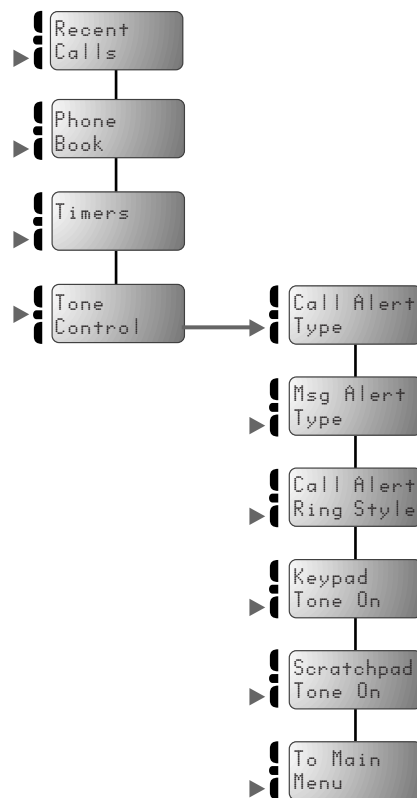 Recent
Calls
Phone
Book
Timers
Tone
Control
Call Alert
Type
Msg Alert
Type
Call Alert
Ring Style
Keypad
Tone On
Scratchpad
Tone On
To Main
Menu